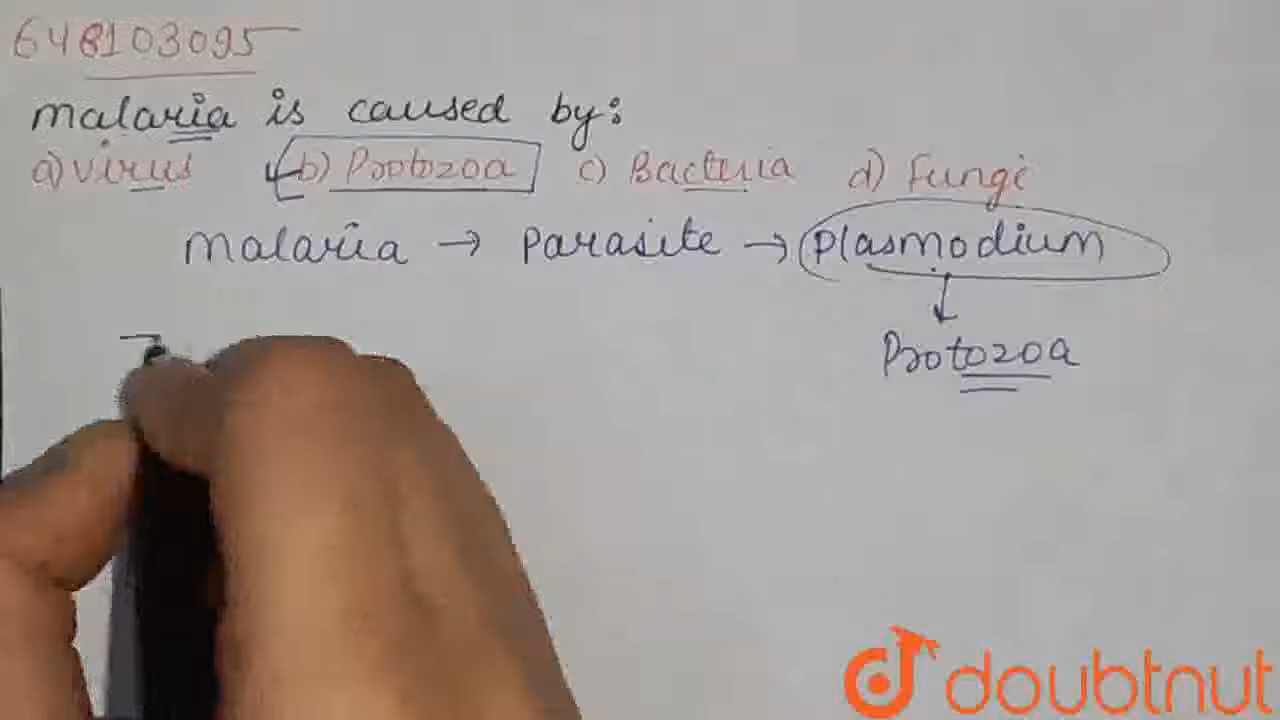 648103095
malaria is caused by:
a) virus b) Protozoa c) Bacteria d) Fungi
malaria → Parasite → Plasmodium
↓
Protozoa
doubtnut